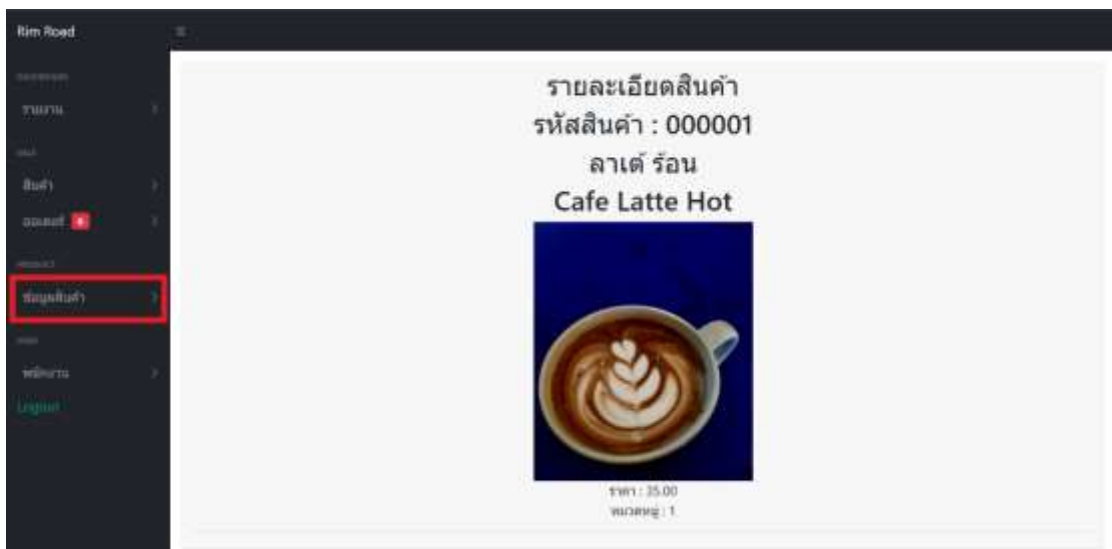 Rim Road
รายงาน
สินค้า
ออเดอร์
ข้อมูลสินค้า
พนักงาน
Logout
รายละเอียดสินค้า
รหัสสินค้า : 000001
ลาเต้ ร้อน
Cafe Latte Hot
ราคา : 35.00
หมวดหมู่ : 1